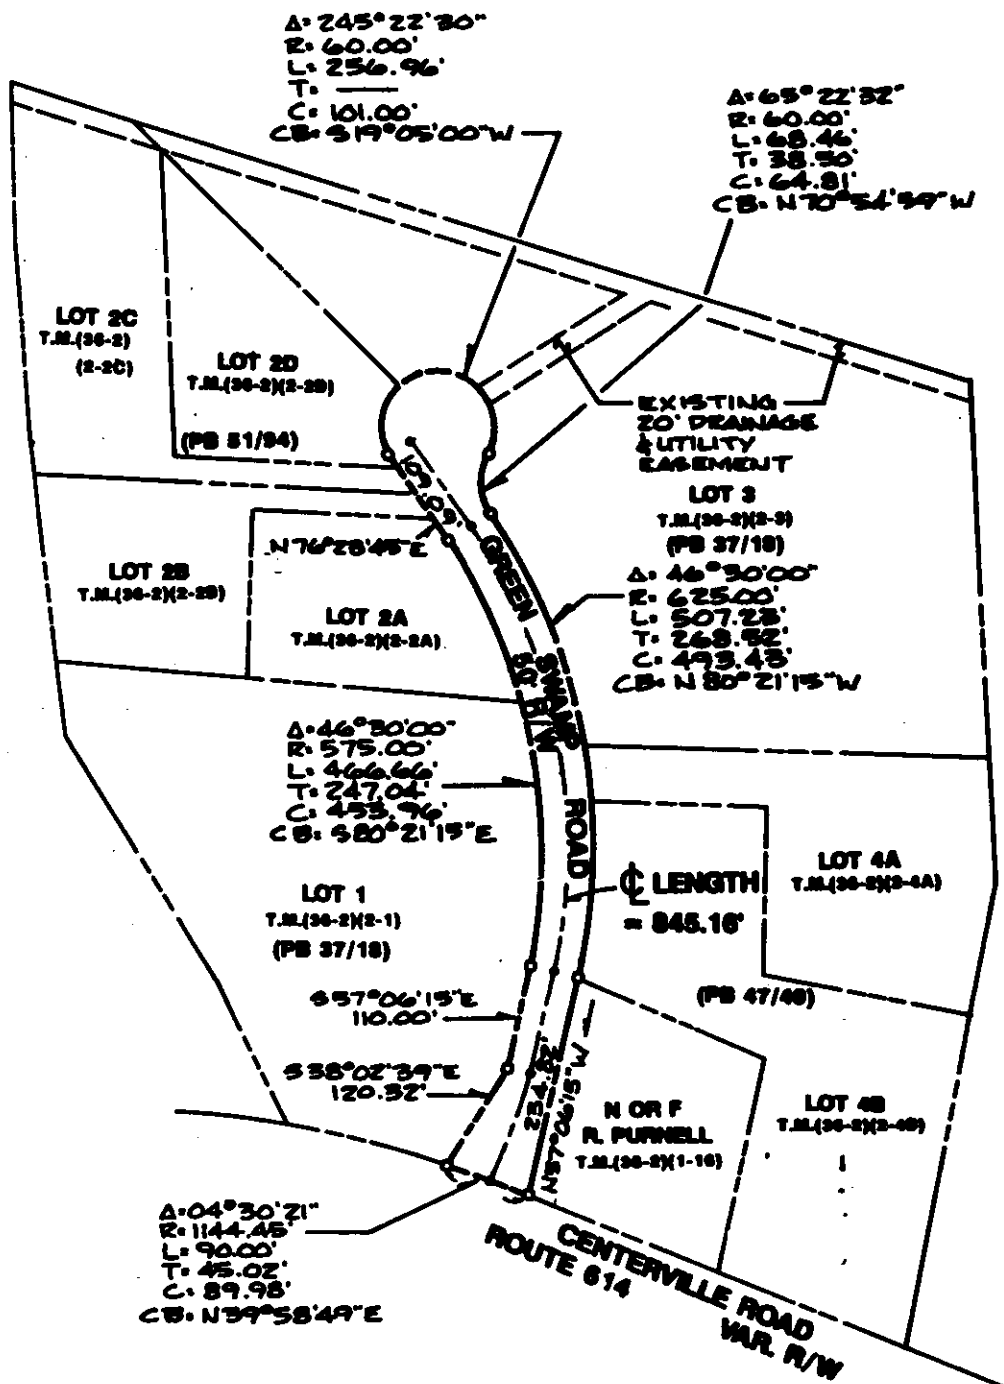 Δ= 245°22'30"
R= 60.00'
L= 256.96'
T= ———
C= 101.00'
CB= S19°05'00"W
Δ= 65°22'32"
R= 60.00'
L= 68.46'
T= 38.50'
C= 64.81'
CB= N70°54'59"W
LOT 2C
T.M.(36-2)
(2-2C)
LOT 2D
T.M.(36-2)(2-2D)
(PB 51/94)
EXISTING
20' DRAINAGE
& UTILITY
EASEMENT
LOT 3
T.M.(36-2)(2-3)
(PB 37/18)
109.09'
N76°28'45"E
LOT 2B
T.M.(36-2)(2-2B)
LOT 2A
T.M.(36-2)(2-2A)
Δ= 46°30'00"
R= 625.00'
L= 507.23'
T= 268.52'
C= 493.43'
CB= N80°21'15"W
GREEN SWAMP ROAD
50' R/W
Δ= 46°30'00"
R= 575.00'
L= 466.66'
T= 247.04'
C= 453.96'
CB= S80°21'15"E
LOT 1
T.M.(36-2)(2-1)
(PB 37/18)
℄ LENGTH
= 845.16'
LOT 4A
T.M.(36-2)(2-4A)
(PB 47/40)
S57°06'15"E
110.00'
S38°02'39"E
120.32'
234.82'
N57°06'15"W
N OR F
R. PURNELL
T.M.(36-2)(1-16)
LOT 4B
T.M.(36-2)(2-4B)
Δ= 04°30'21"
R= 1144.45'
L= 90.00'
T= 45.02'
C= 89.98'
CB= N39°58'49"E
CENTERVILLE ROAD
ROUTE 614
VAR. R/W